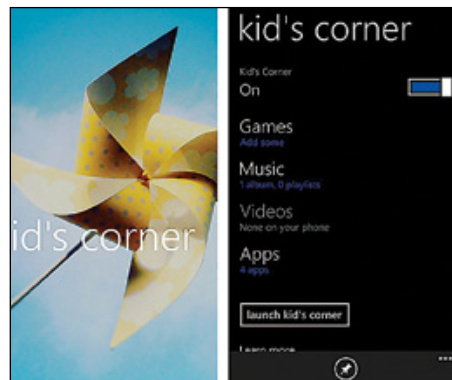 id's corner
kid's corner
Kid's Corner
On
Games
Add some
Music
1 album, 0 playlists
Videos
None on your phone
Apps
4 apps
launch kid's corner
Learn more